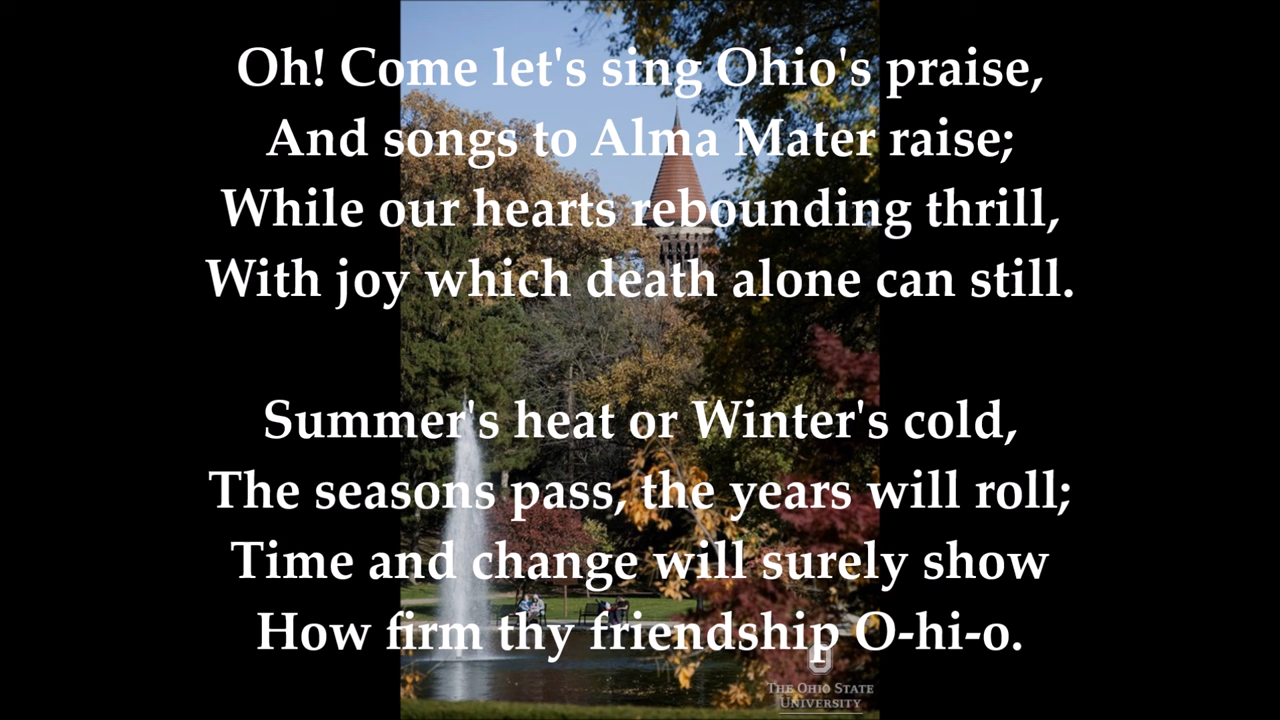 Oh! Come let's sing Ohio's praise,
And songs to Alma Mater raise;
While our hearts rebounding thrill,
With joy which death alone can still.
Summer's heat or Winter's cold,
The seasons pass, the years will roll;
Time and change will surely show
How firm thy friendship O-hi-o.
THE OHIO STATE
UNIVERSITY